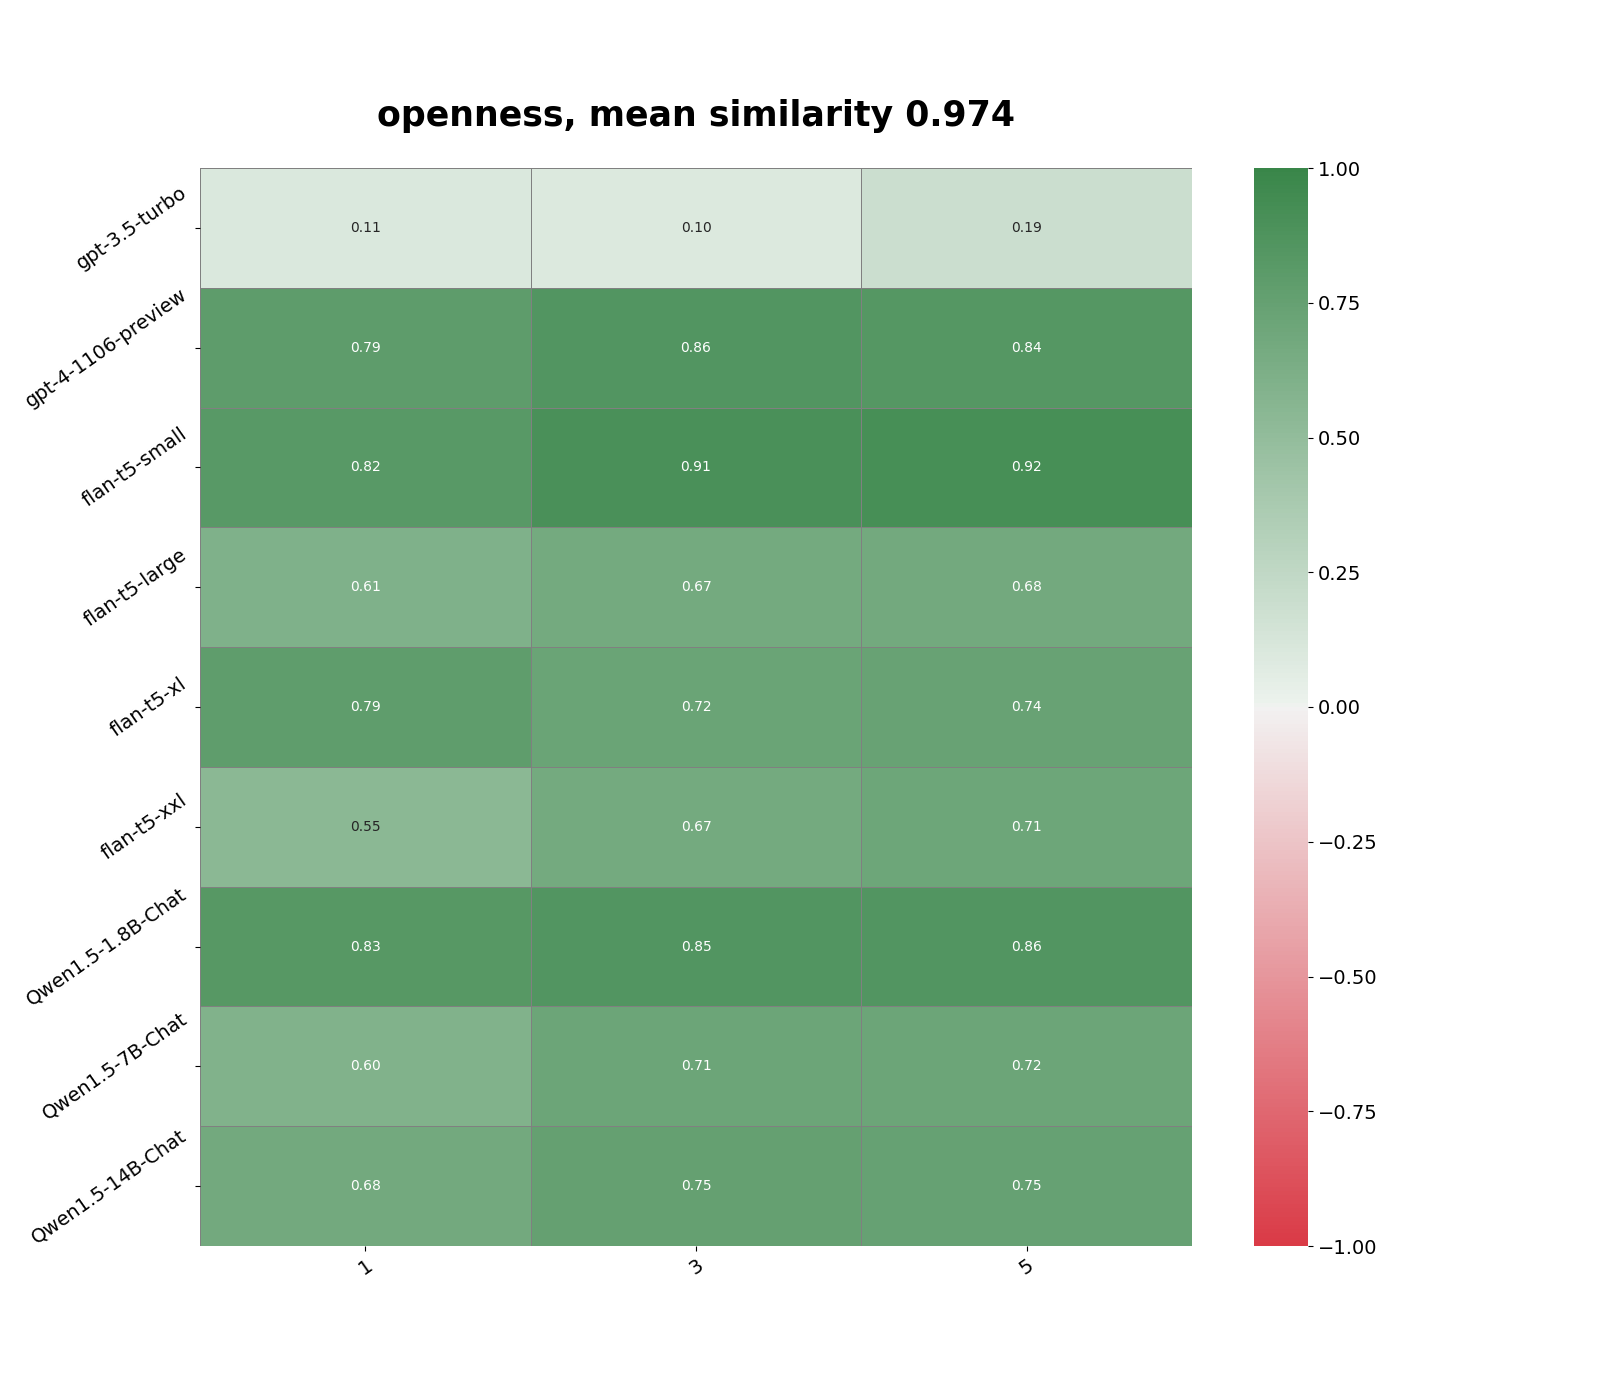 openness, mean similarity 0.974
gpt-3.5-turbo 0.11 0.10 0.19
gpt-4-1106-preview 0.79 0.86 0.84
flan-t5-small 0.82 0.91 0.92
flan-t5-large 0.61 0.67 0.68
flan-t5-xl 0.79 0.72 0.74
flan-t5-xxl 0.55 0.67 0.71
Qwen1.5-1.8B-Chat 0.83 0.85 0.86
Qwen1.5-7B-Chat 0.60 0.71 0.72
Qwen1.5-14B-Chat 0.68 0.75 0.75
1 3 5
1.00
0.75
0.50
0.25
0.00
−0.25
−0.50
−0.75
−1.00